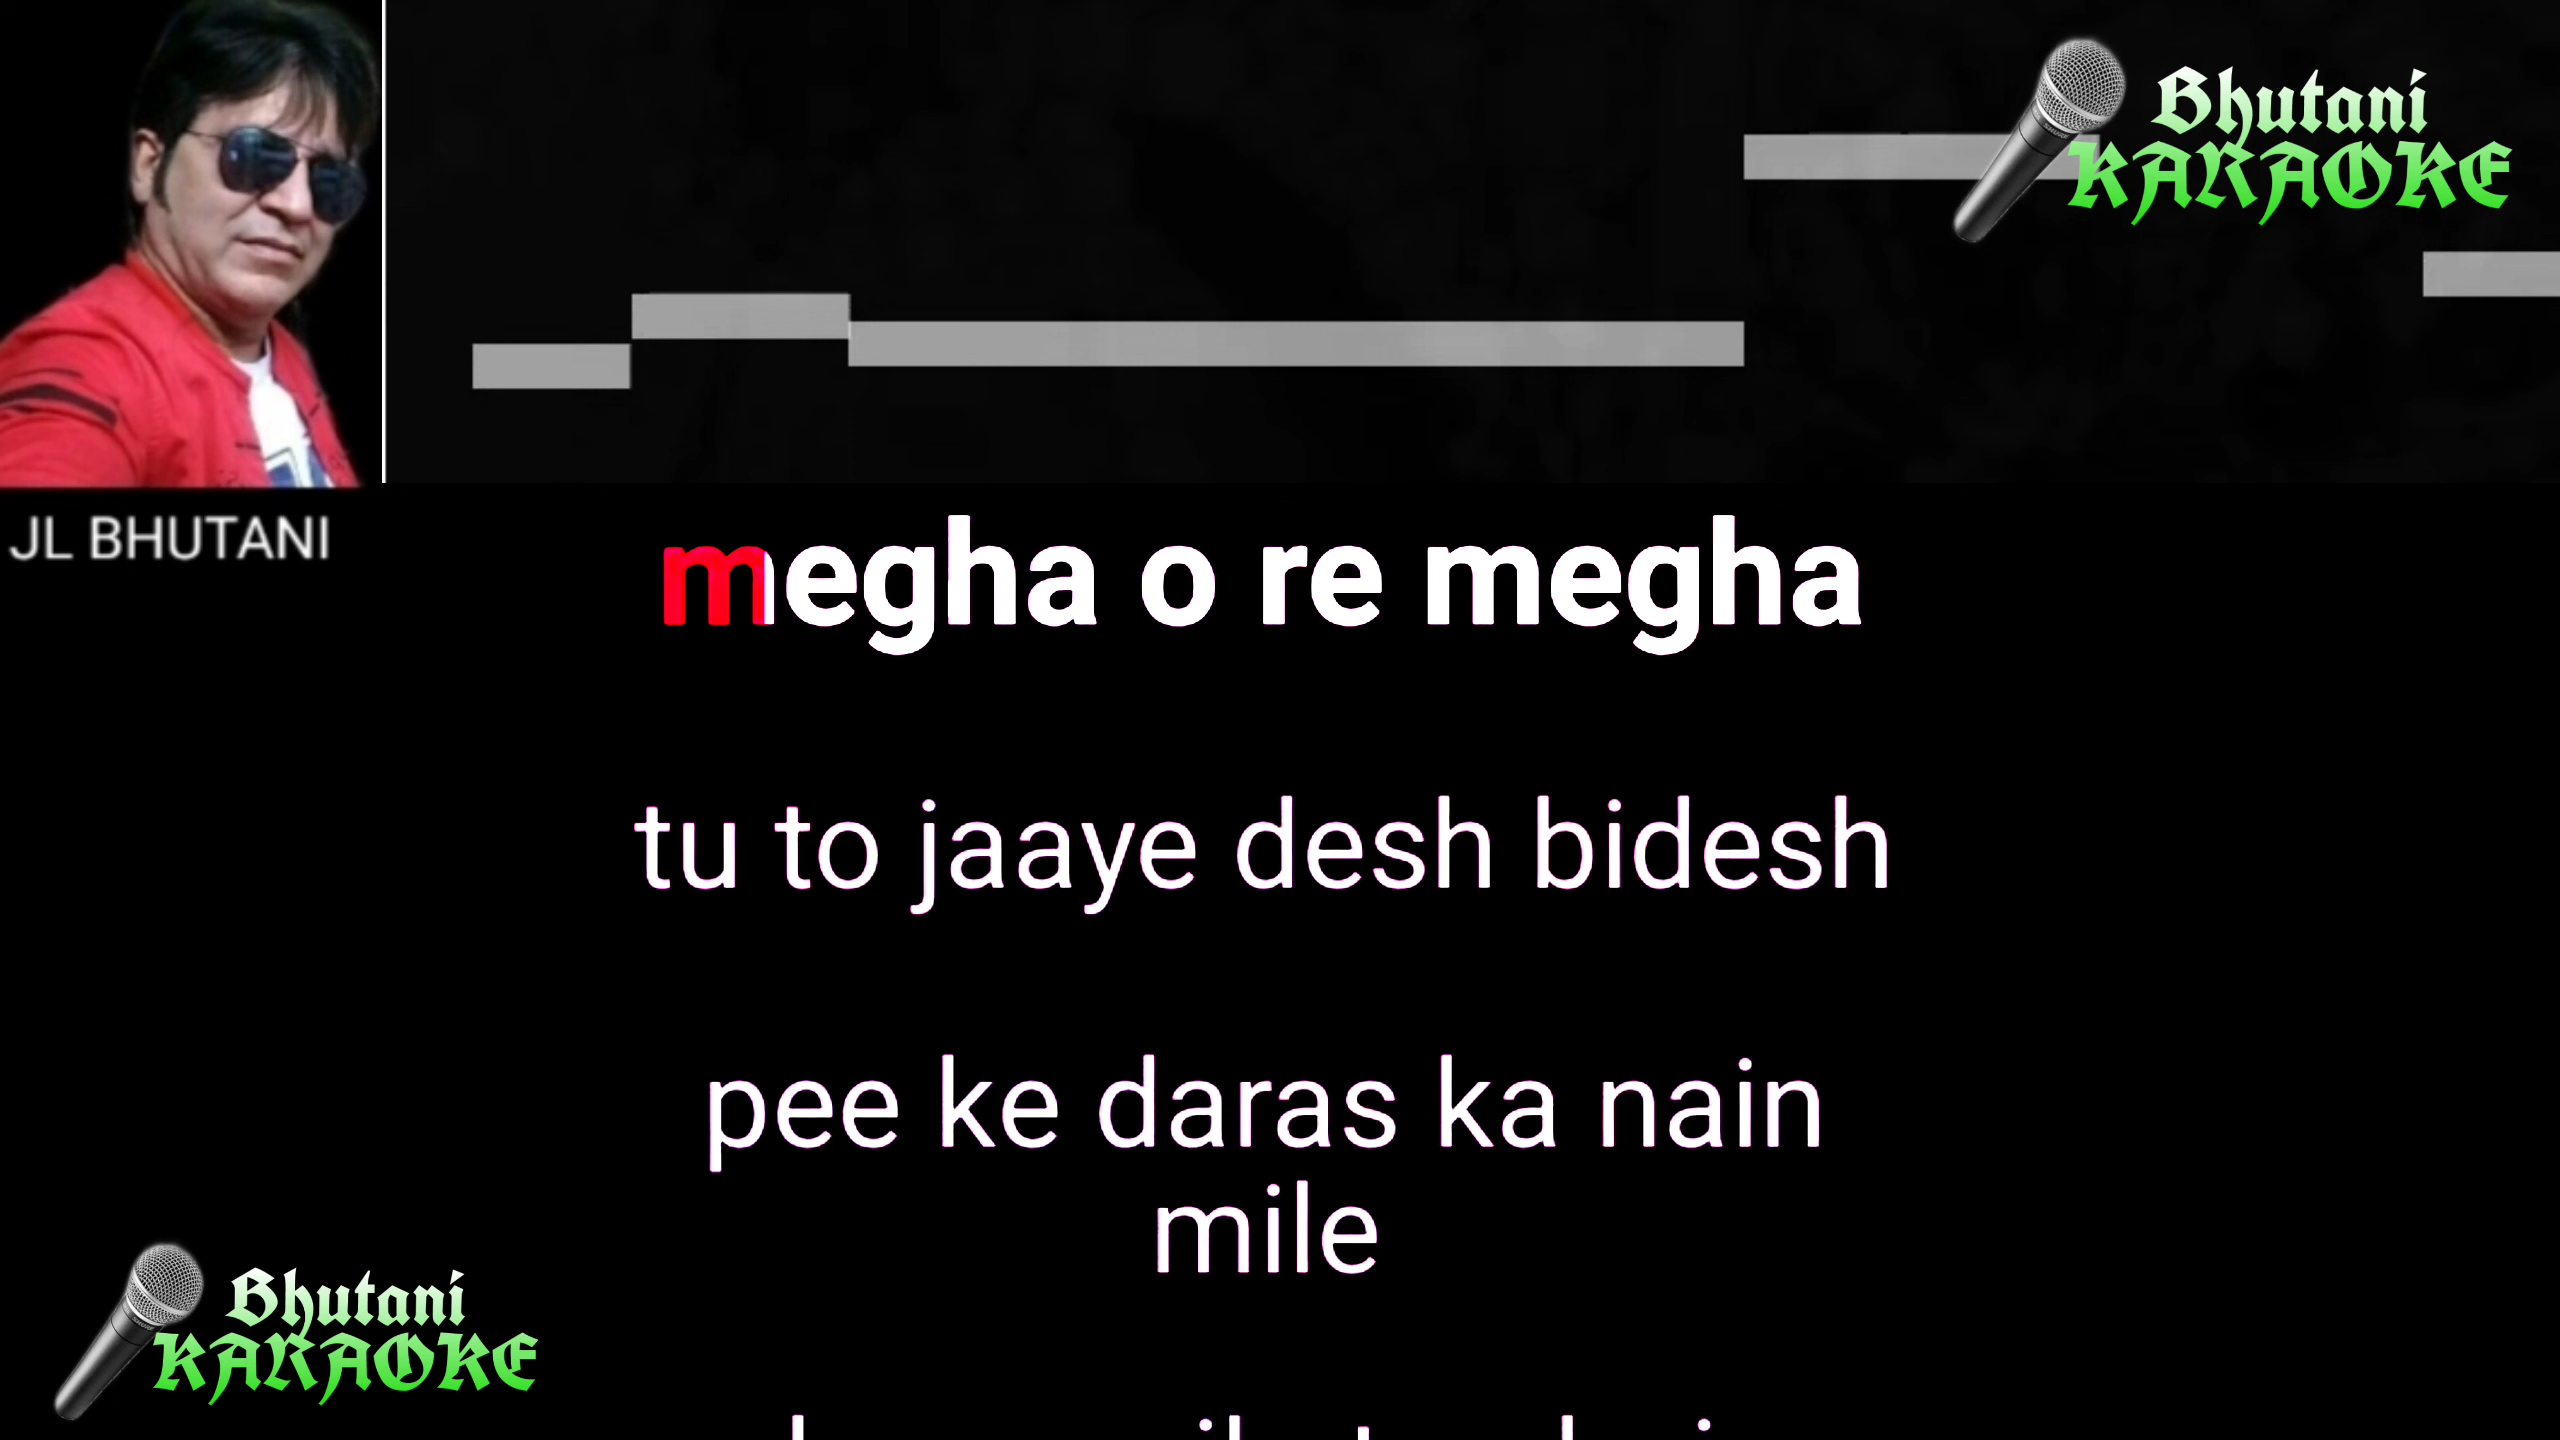 Bhutani
KARAOKE
JL BHUTANI
megha o re megha
tu to jaaye desh bidesh
pee ke daras ka nain
mile
Bhutani
KARAOKE